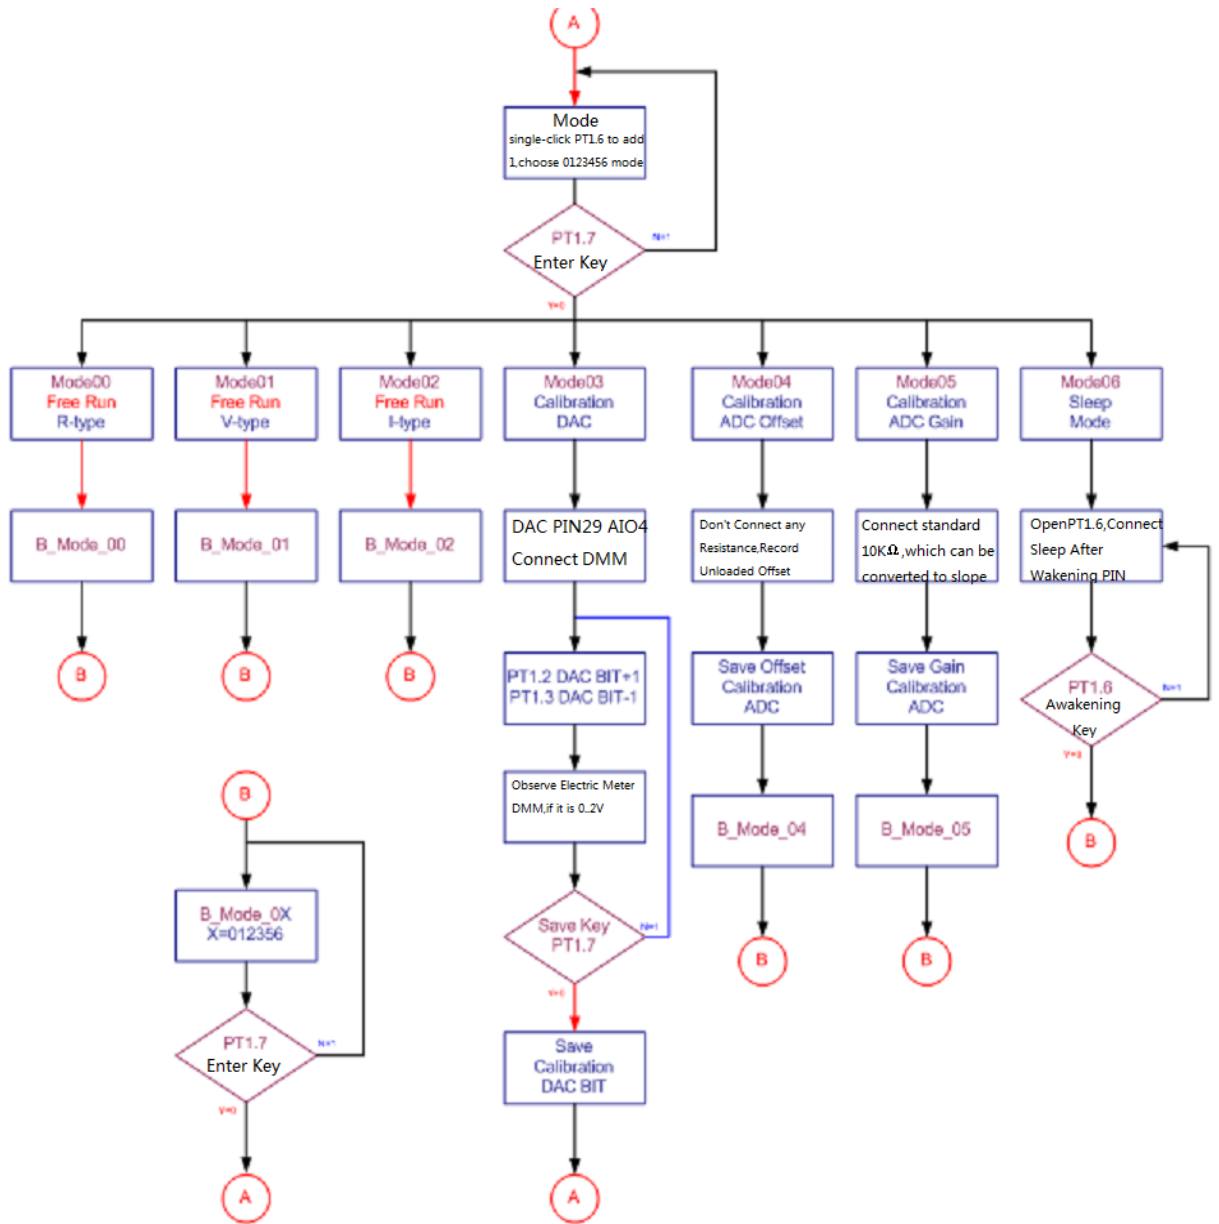 A
Mode
single-click PT1.6 to add
1,choose 0123456 mode
PT1.7
Enter Key
N=1
Y=0
Mode00
Free Run
R-type
Mode01
Free Run
V-type
Mode02
Free Run
I-type
Mode03
Calibration
DAC
Mode04
Calibration
ADC Offset
Mode05
Calibration
ADC Gain
Mode06
Sleep
Mode
B_Mode_00
B_Mode_01
B_Mode_02
DAC PIN29 AIO4
Connect DMM
Don't Connect any
Resistance,Record
Unloaded Offset
Connect standard
10KΩ,which can be
converted to slope
OpenPT1.6,Connect
Sleep After
Wakening PIN
B
B
B
PT1.2 DAC BIT+1
PT1.3 DAC BIT-1
Save Offset
Calibration
ADC
Save Gain
Calibration
ADC
PT1.6
Awakening
Key
N=1
Y=0
B
Observe Electric Meter
DMM,if it is 0..2V
B_Mode_04
B_Mode_05
B
B_Mode_0X
X=012356
Save Key
PT1.7
N=1
Y=0
B
B
PT1.7
Enter Key
N=1
Y=0
Save
Calibration
DAC BIT
A
A